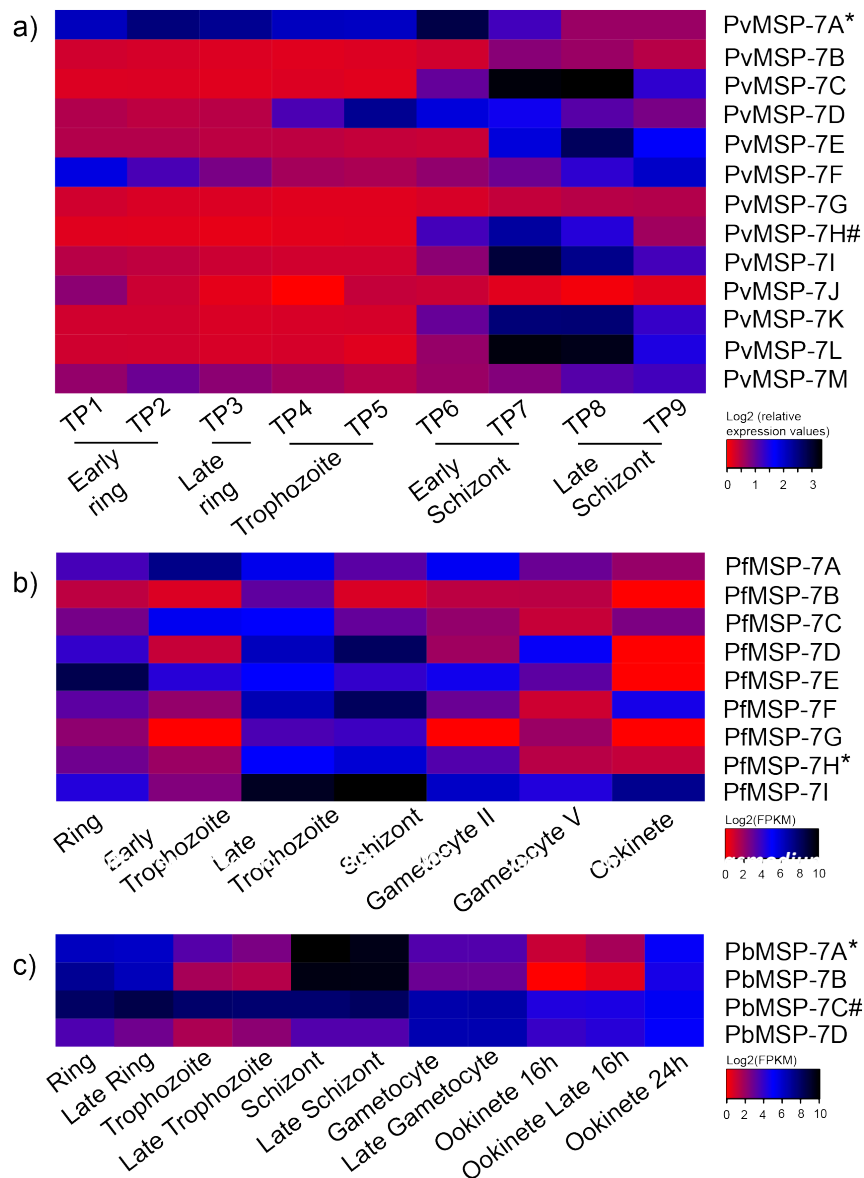 a)
PvMSP-7A*
PvMSP-7B
PvMSP-7C
PvMSP-7D
PvMSP-7E
PvMSP-7F
PvMSP-7G
PvMSP-7H#
PvMSP-7I
PvMSP-7J
PvMSP-7K
PvMSP-7L
PvMSP-7M
TP1 TP2 TP3 TP4 TP5 TP6 TP7 TP8 TP9
Early ring
Late ring
Trophozoite
Early Schizont
Late Schizont
Log2 (relative
expression values)
0 1 2 3
b)
PfMSP-7A
PfMSP-7B
PfMSP-7C
PfMSP-7D
PfMSP-7E
PfMSP-7F
PfMSP-7G
PfMSP-7H*
PfMSP-7I
Ring
Early Trophozoite
Late Trophozoite
Schizont
Gametocyte II
Gametocyte V
Ookinete
Log2(FPKM)
0 2 4 6 8 10
c)
PbMSP-7A*
PbMSP-7B
PbMSP-7C#
PbMSP-7D
Ring
Late Ring
Trophozoite
Late Trophozoite
Schizont
Late Schizont
Gametocyte
Late Gametocyte
Ookinete 16h
Ookinete Late 16h
Ookinete 24h
Log2(FPKM)
0 2 4 6 8 10